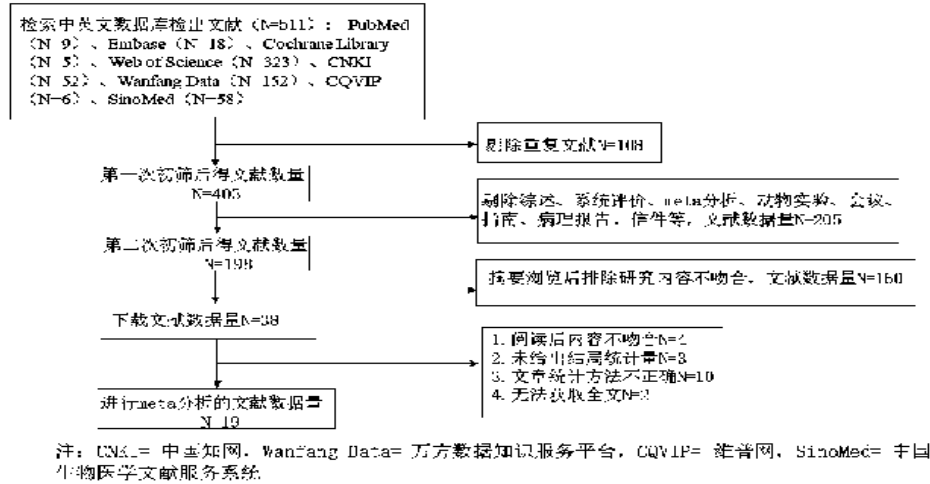 检索中英文数据库检出文献（N=511）： PubMed
（N=9）、Embase（N=18）、Cochrane Library
（N=5）、Web of Science（N=323）、CNKI
（N=52）、Wanfang Data（N=152）、CQVIP
（N=6）、SinoMed（N=58）
剔除重复文献N=108
第一次初筛后得文献数量
N=403
剔除综述、系统评价、meta分析、动物实验、会议、
指南、病理报告、信件等，文献数据量N=205
第二次初筛后得文献数量
N=198
摘要浏览后排除研究内容不吻合，文献数据量N=160
下载文献数据量N=38
1. 阅读后内容不吻合N=4
2. 未给出结局统计量N=3
3. 文章统计方法不正确N=10
4. 无法获取全文N=2
进行meta分析的文献数据量
N=19
注：CNKI= 中国知网，Wanfang Data= 万方数据知识服务平台，CQVIP= 维普网，SinoMed= 中国
生物医学文献服务系统